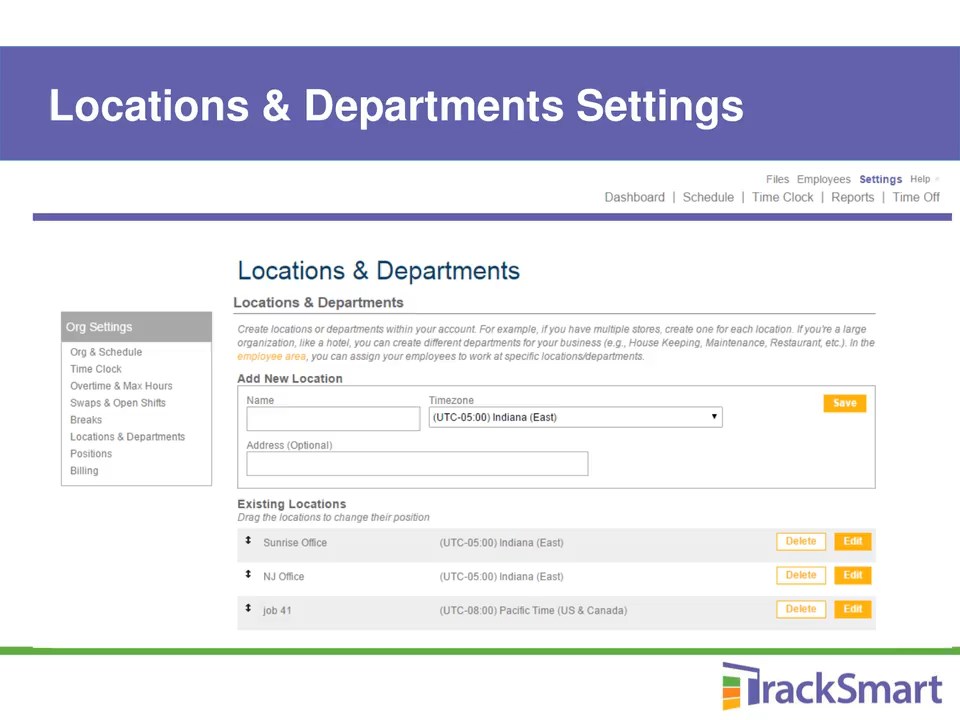 Locations & Departments Settings
Files Employees Settings Help
Dashboard | Schedule | Time Clock | Reports | Time Off
Locations & Departments
Locations & Departments
Org Settings
Org & Schedule
Time Clock
Overtime & Max Hours
Swaps & Open Shifts
Breaks
Locations & Departments
Positions
Billing
Create locations or departments within your account. For example, if you have multiple stores, create one for each location. If you're a large
organization, like a hotel, you can create different departments for your business (e.g., House Keeping, Maintenance, Restaurant, etc.). In the
employee area, you can assign your employees to work at specific locations/departments.
Add New Location
Name Timezone
(UTC-05:00) Indiana (East) Save
Address (Optional)
Existing Locations
Drag the locations to change their position
Sunrise Office (UTC-05:00) Indiana (East) Delete Edit
NJ Office (UTC-05:00) Indiana (East) Delete Edit
job 41 (UTC-08:00) Pacific Time (US & Canada) Delete Edit
TrackSmart